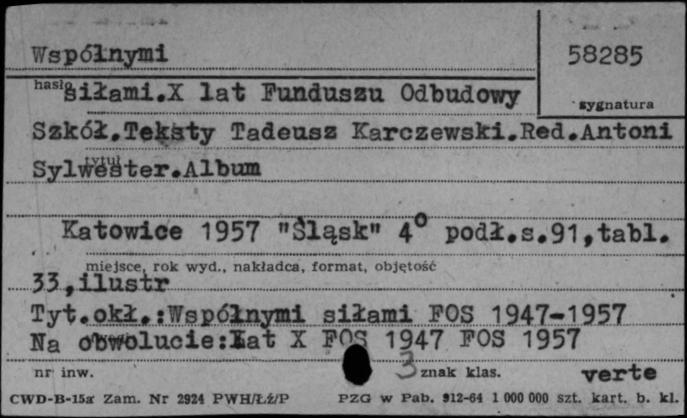 Wspólnymi
58285
hasło
siłami.X lat Funduszu Odbudowy
sygnatura
Szkół.Teksty Tadeusz Karczewski.Red.Antoni
tytuł
Sylwester.Album
Katowice 1957 "Śląsk" 4° podł.s.91,tabl.
miejsce, rok wyd., nakładca, format, objętość
33,ilustr
Tyt.okł.:Wspólnymi siłami FOS 1947-1957
Na obwolucie:Lat X FOS 1947 FOS 1957
nr inw.
3
znak klas.
verte
CWD-B-15a Zam. Nr 2924 PWH/Łź/P
PZG w Pab. 912-64 1 000 000 szt. kart. b. kl.